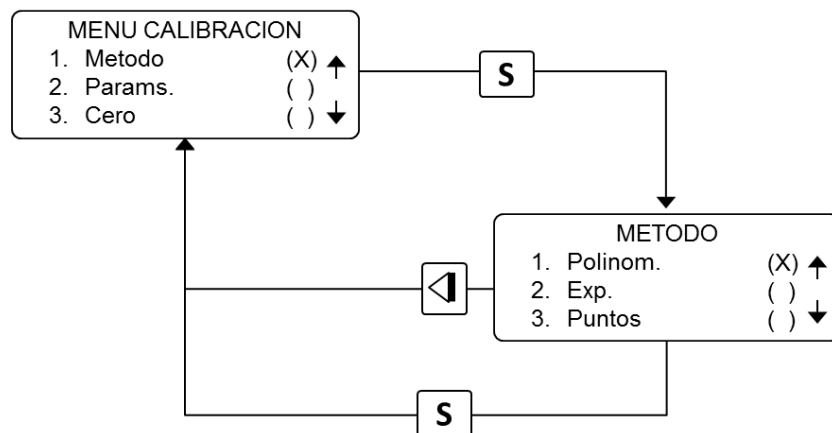 MENU CALIBRACION
1. Metodo (X)
2. Params. ( )
3. Cero ( )
S
METODO
1. Polinom. (X)
2. Exp. ( )
3. Puntos ( )
S